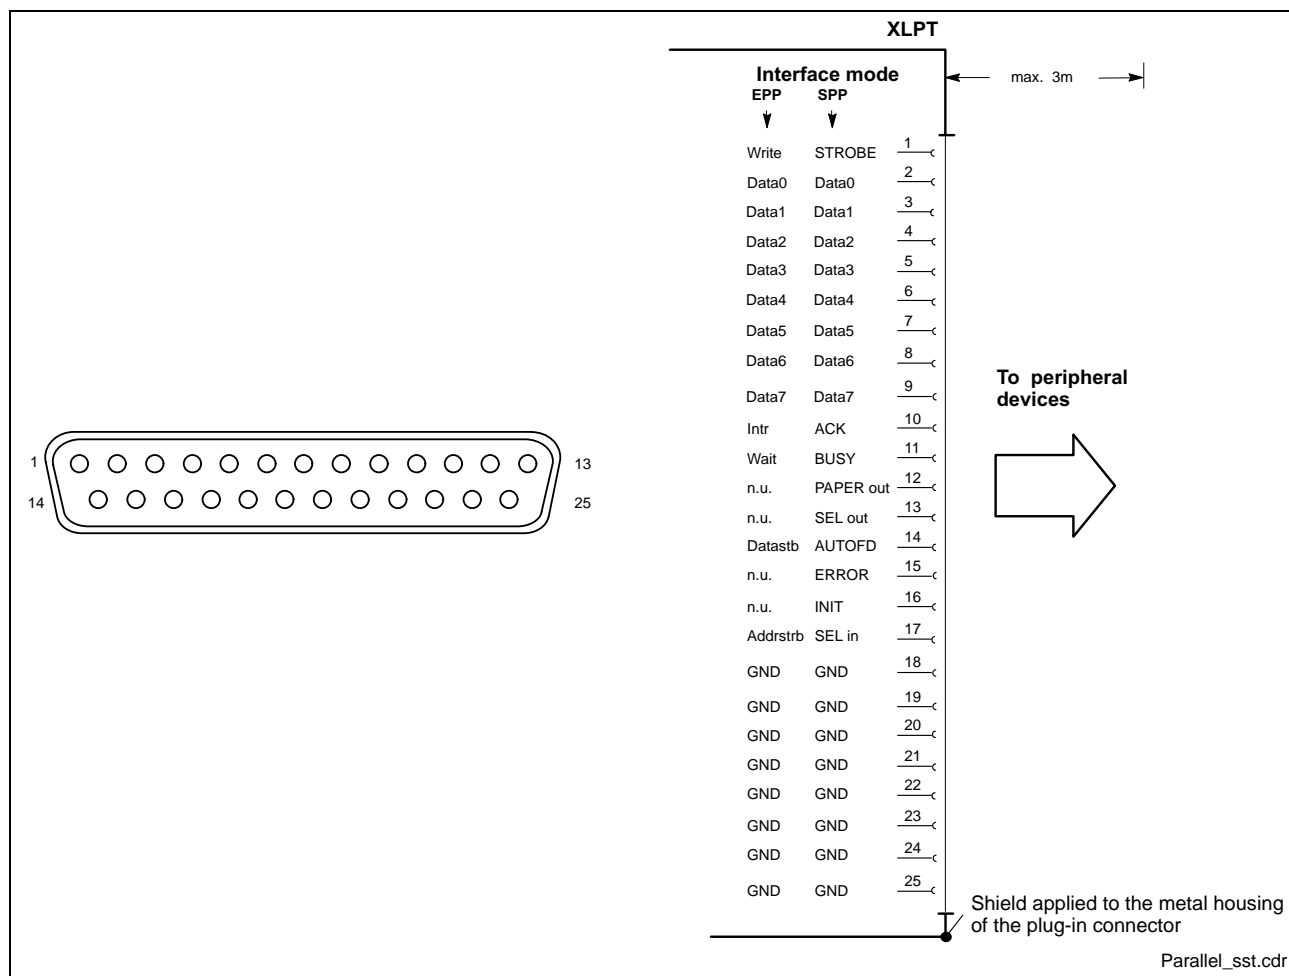 XLPT
Interface mode
max. 3m
EPP SPP
Write STROBE 1
Data0 Data0 2
Data1 Data1 3
Data2 Data2 4
Data3 Data3 5
Data4 Data4 6
Data5 Data5 7
Data6 Data6 8
Data7 Data7 9
To peripheral
devices
Intr ACK 10
Wait BUSY 11
n.u. PAPER out 12
n.u. SEL out 13
Datastb AUTOFD 14
n.u. ERROR 15
n.u. INIT 16
Addrstrb SEL in 17
GND GND 18
GND GND 19
GND GND 20
GND GND 21
GND GND 22
GND GND 23
GND GND 24
GND GND 25
1 13
14 25
Shield applied to the metal housing
of the plug-in connector
Parallel_sst.cdr